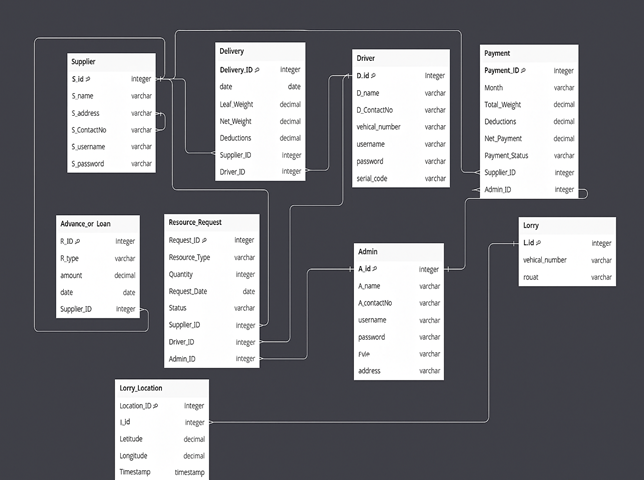 Supplier
S_id integer
S_name varchar
S_address varchar
S_ContactNo varchar
S_username varchar
S_password varchar
Delivery
Delivery_ID integer
date date
Leaf_Weight decimal
Net_Weight decimal
Deductions decimal
Supplier_ID integer
Driver_ID integer
Driver
D.id integer
D_name varchar
D_ContactNo varchar
vehical_number varchar
username varchar
password varchar
serial_code varchar
Payment
Payment_ID integer
Month varchar
Total_Weight decimal
Deductions decimal
Net_Payment decimal
Payment_Status varchar
Supplier_ID integer
Admin_ID integer
Advance_or Loan
R_ID integer
R_type varchar
amount decimal
date date
Supplier_ID integer
Resource_Request
Request_ID integer
Resource_Type varchar
Quantity integer
Request_Date date
Status varchar
Supplier_ID integer
Driver_ID integer
Admin_ID integer
Admin
A_id integer
A_name varchar
A_contactNo varchar
username varchar
password varchar
varchar
address varchar
Lorry
L.id integer
vehical_number varchar
rouat varchar
Lorry_Location
Location_ID integer
l_id integer
Letitude decimal
Longitude decimal
Timestamp timestamp